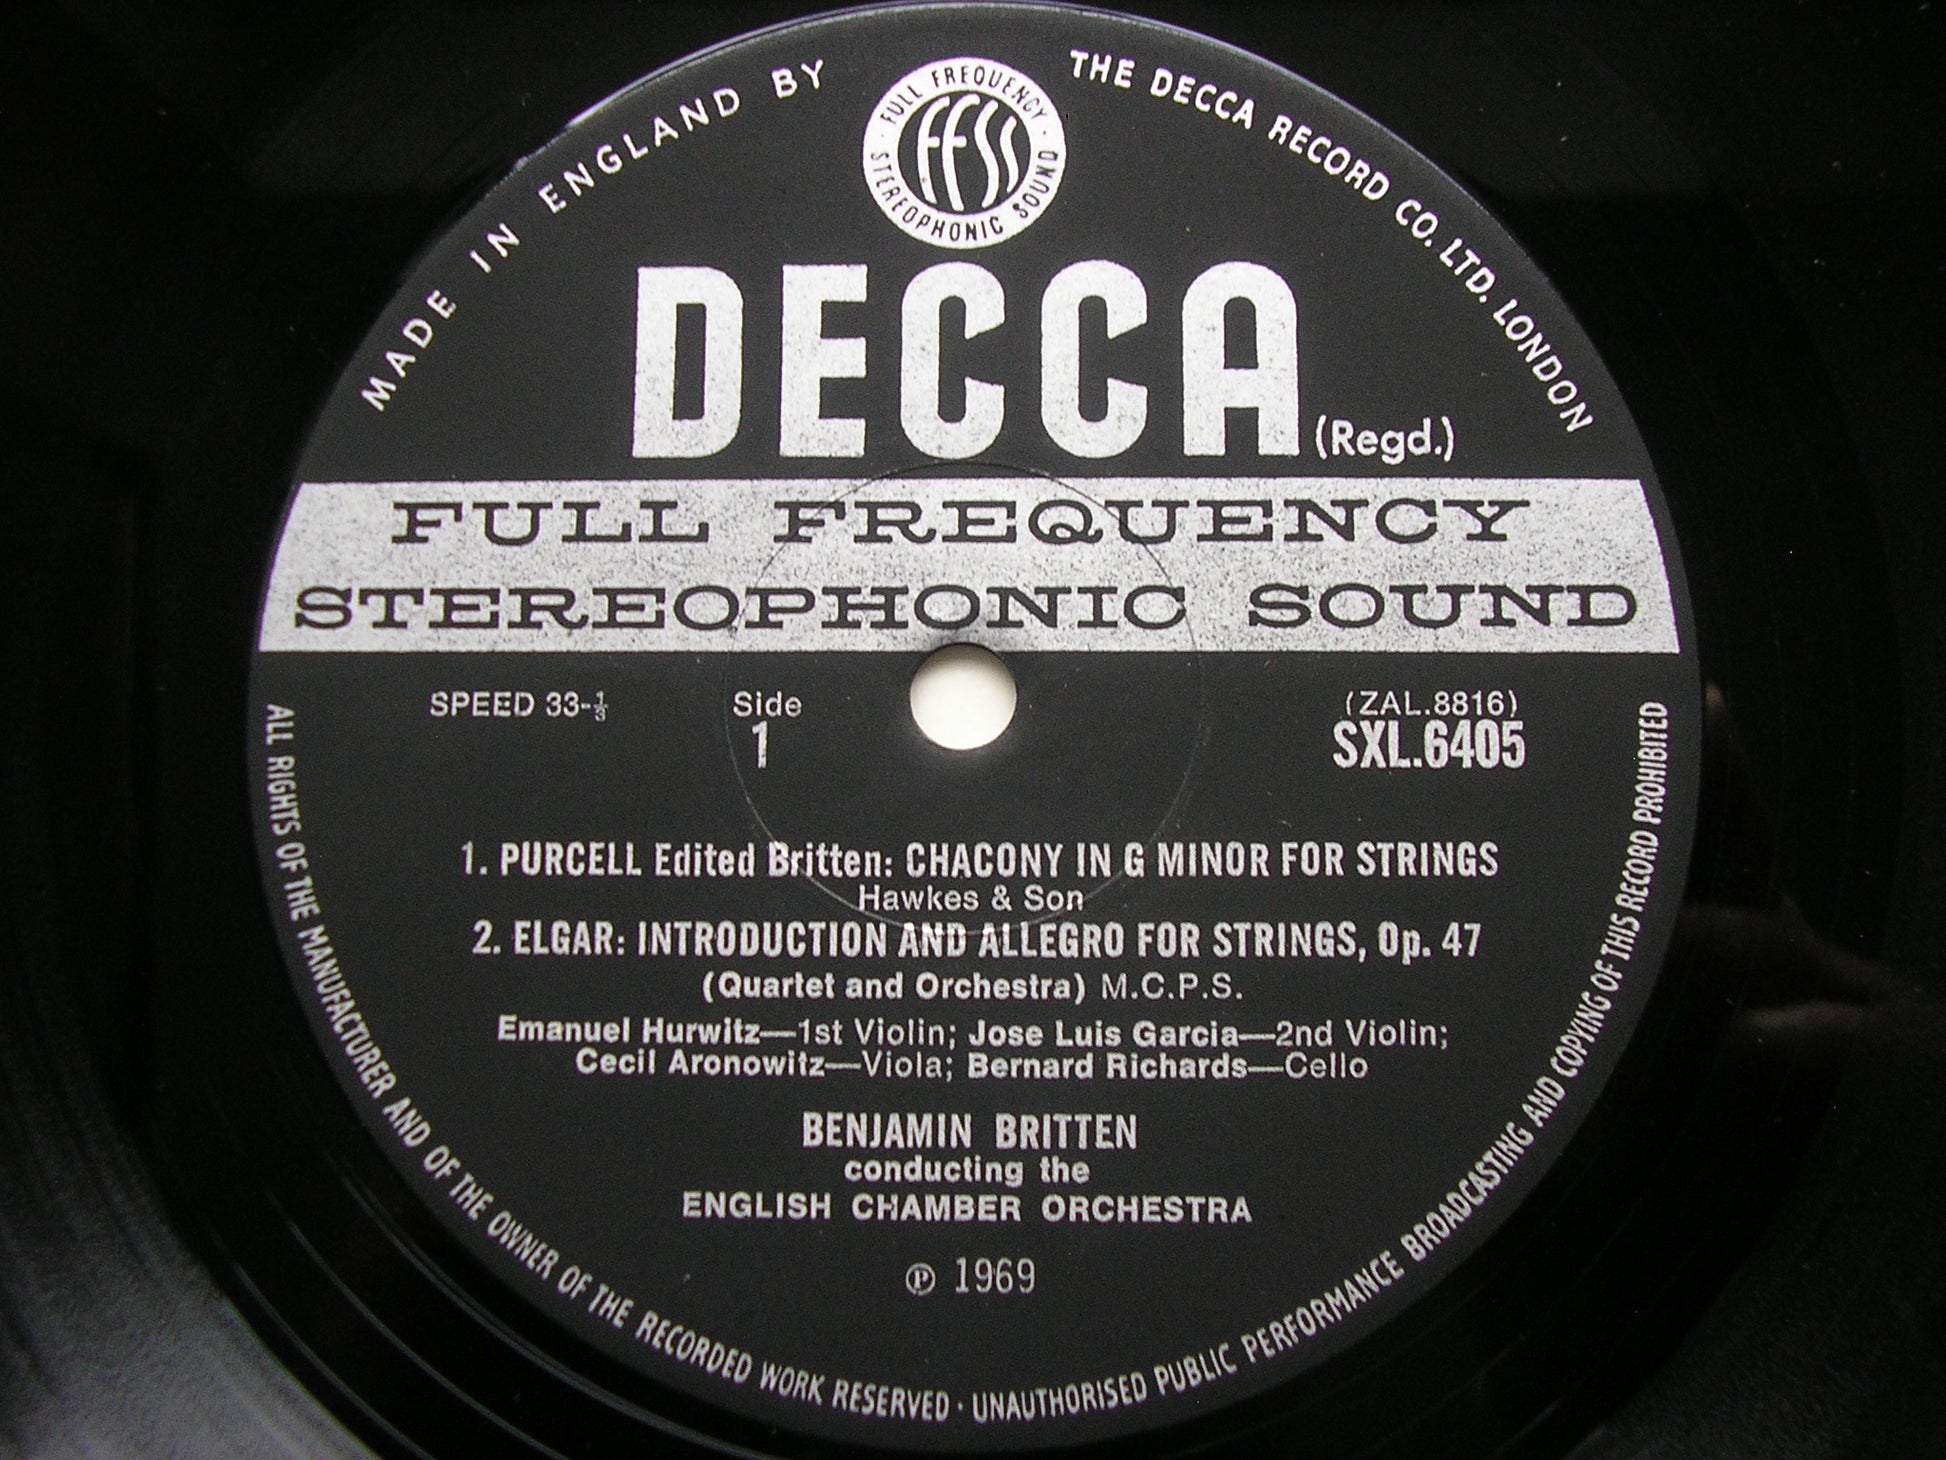 MADE IN ENGLAND BY
THE DECCA RECORD CO. LTD. LONDON
FULL FREQUENCY
ffss
STEREOPHONIC SOUND
DECCA (Regd.)
FULL FREQUENCY
STEREOPHONIC SOUND
SPEED 33-⅓
Side
1
(ZAL.8816)
SXL.6405
1. PURCELL Edited Britten: CHACONY IN G MINOR FOR STRINGS
Hawkes & Son
2. ELGAR: INTRODUCTION AND ALLEGRO FOR STRINGS, Op. 47
(Quartet and Orchestra) M.C.P.S.
Emanuel Hurwitz—1st Violin; Jose Luis Garcia—2nd Violin;
Cecil Aronowitz—Viola; Bernard Richards—Cello
BENJAMIN BRITTEN
conducting the
ENGLISH CHAMBER ORCHESTRA
℗ 1969
ALL RIGHTS OF THE MANUFACTURER AND OF THE OWNER OF THE RECORDED WORK RESERVED · UNAUTHORISED PUBLIC PERFORMANCE BROADCASTING AND COPYING OF THIS RECORD PROHIBITED